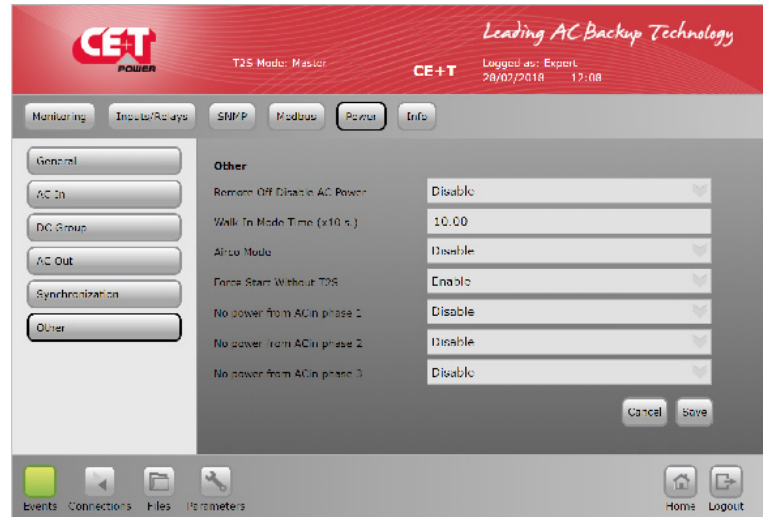 CE+T
POWER
Leading AC Backup Technology
T2S Mode: Master
CE+T
Logged as: Expert
28/02/2018 12:08
Monitoring Inputs/Relays SNMP Modbus Power Info
General
AC In
DC Group
AC Out
Synchronization
Other
Other
Remote Off Disable AC Power Disable
Walk In Mode Time (x10 s.) 10.00
Airco Mode Disable
Force Start Without T2S Enable
No power from ACin phase 1 Disable
No power from ACin phase 2 Disable
No power from ACin phase 3 Disable
Cancel Save
Events Connections Files Parameters Home Logout